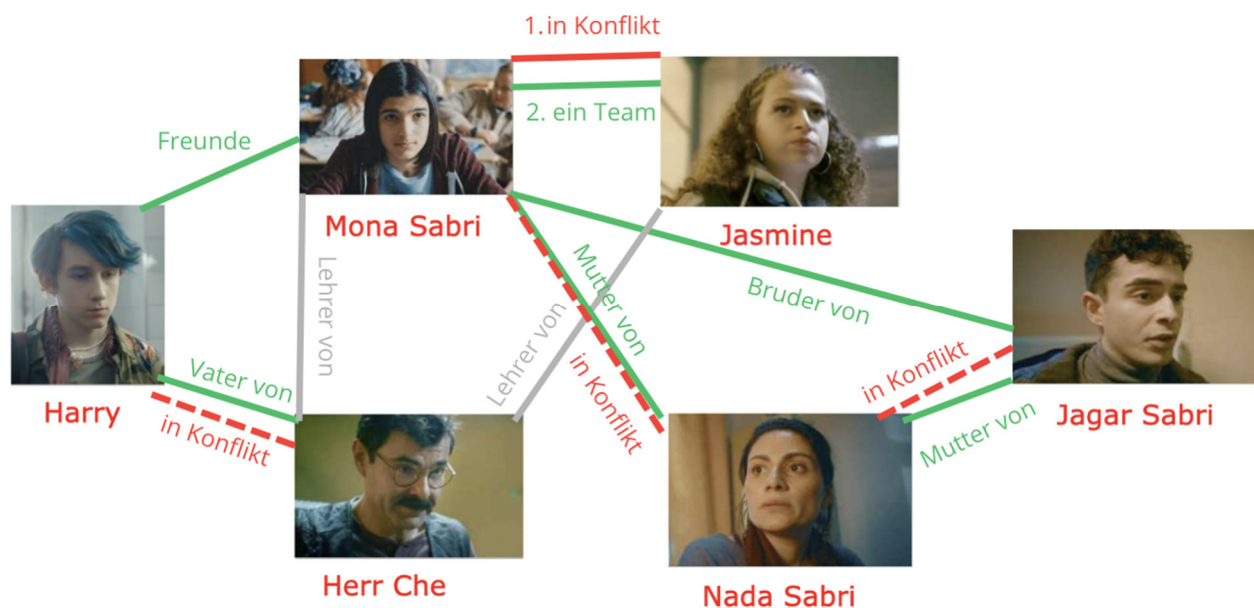 1. in Konflikt
2. ein Team
Freunde
Mona Sabri
Jasmine
Lehrer von
Mutter von
Bruder von
Lehrer von
in Konflikt
in Konflikt
Vater von
Harry
in Konflikt
Mutter von
Jagar Sabri
Herr Che
Nada Sabri